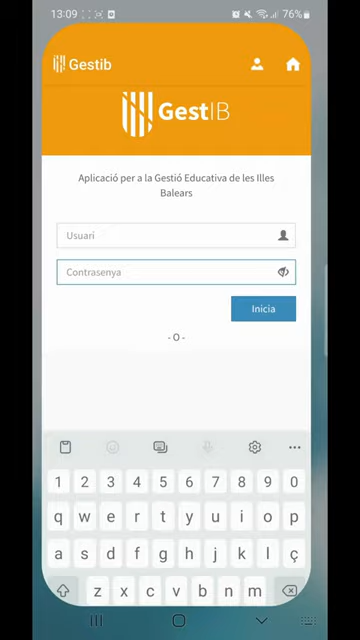 13:09 76%
Gestib
GestIB
Aplicació per a la Gestió Educativa de les Illes
Balears
Usuari
Contrasenya
Inicia
- O -
1 2 3 4 5 6 7 8 9 0
q w e r t y u i o p
a s d f g h j k l ç
z x c v b n m